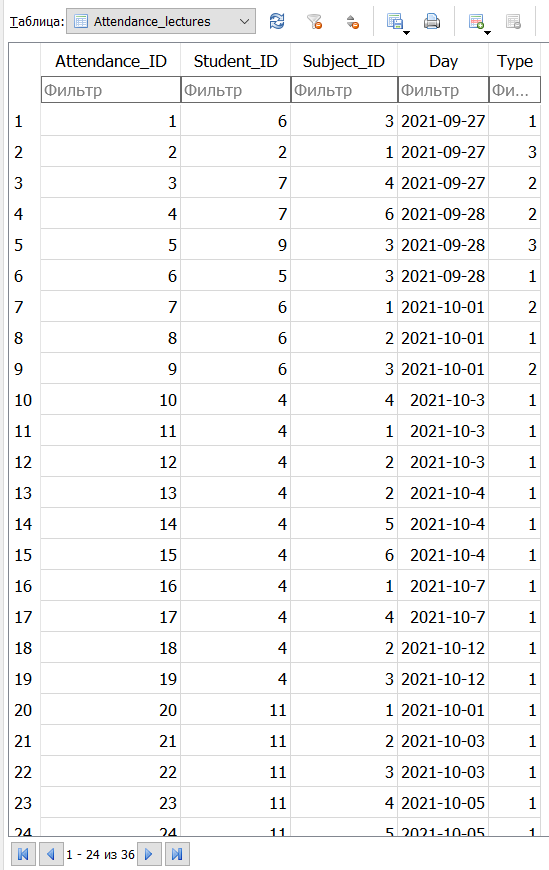 Таблица: Attendance_lectures
Attendance_ID Student_ID Subject_ID Day Type
Фильтр Фильтр Фильтр Фильтр Фи...
1 1 6 3 2021-09-27 1
2 2 2 1 2021-09-27 3
3 3 7 4 2021-09-27 2
4 4 7 6 2021-09-28 2
5 5 9 3 2021-09-28 3
6 6 5 3 2021-09-28 1
7 7 6 1 2021-10-01 2
8 8 6 2 2021-10-01 1
9 9 6 3 2021-10-01 2
10 10 4 4 2021-10-3 1
11 11 4 1 2021-10-3 1
12 12 4 2 2021-10-3 1
13 13 4 2 2021-10-4 1
14 14 4 5 2021-10-4 1
15 15 4 6 2021-10-4 1
16 16 4 1 2021-10-7 1
17 17 4 4 2021-10-7 1
18 18 4 2 2021-10-12 1
19 19 4 3 2021-10-12 1
20 20 11 1 2021-10-01 1
21 21 11 2 2021-10-03 1
22 22 11 3 2021-10-03 1
23 23 11 4 2021-10-05 1
24 24 11 5 2021-10-05 1
1 - 24 из 36